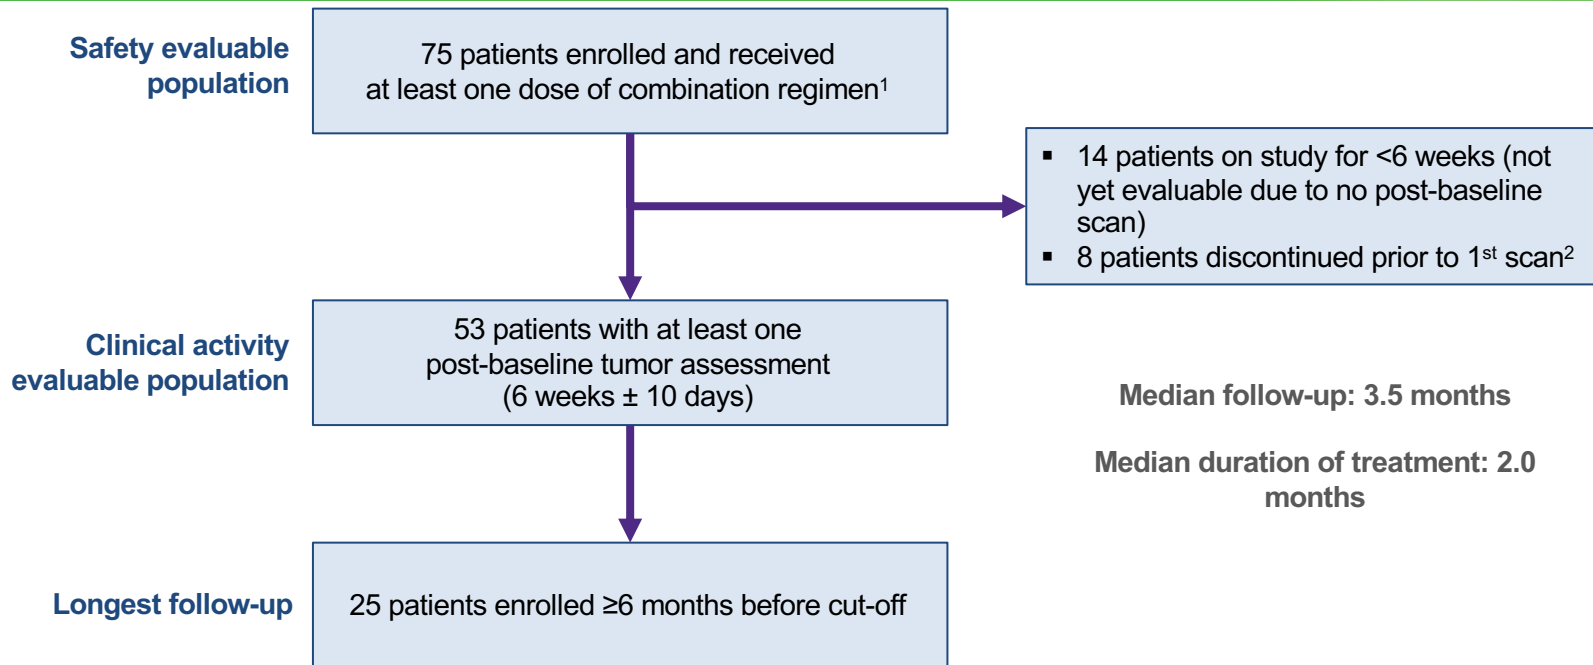 Safety evaluable
population
75 patients enrolled and received
at least one dose of combination regimen¹
▪ 14 patients on study for <6 weeks (not
yet evaluable due to no post-baseline
scan)
▪ 8 patients discontinued prior to 1ˢᵗ scan²
Clinical activity
evaluable population
53 patients with at least one
post-baseline tumor assessment
(6 weeks ± 10 days)
Median follow-up: 3.5 months
Median duration of treatment: 2.0
months
Longest follow-up
25 patients enrolled ≥6 months before cut-off